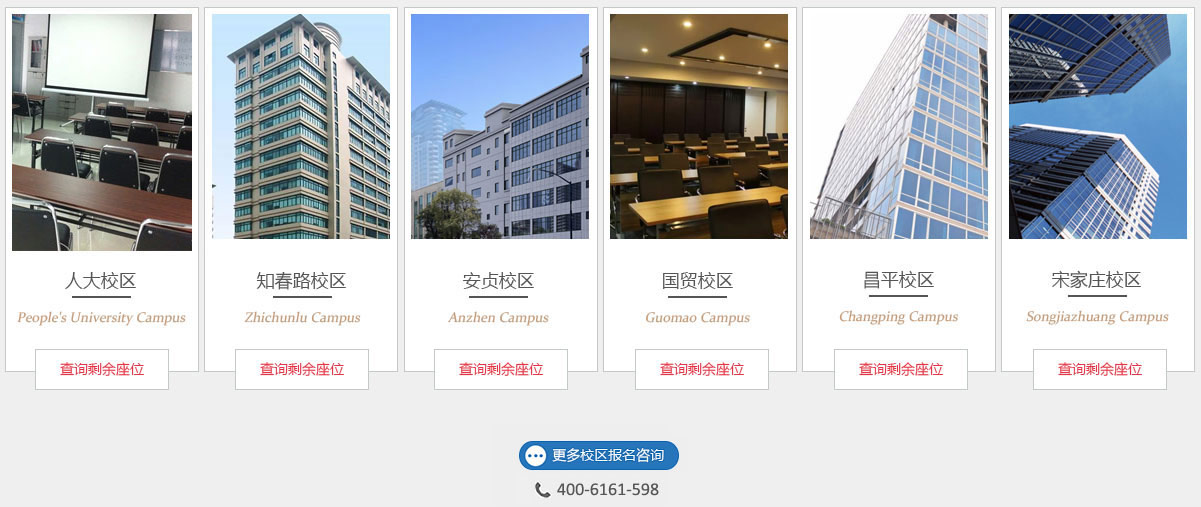 人大校区
People's University Campus
查询剩余座位
知春路校区
Zhichunlu Campus
查询剩余座位
安贞校区
Anzhen Campus
查询剩余座位
国贸校区
Guomao Campus
查询剩余座位
昌平校区
Changping Campus
查询剩余座位
宋家庄校区
Songjiazhuang Campus
查询剩余座位
更多校区报名咨询
400-6161-598